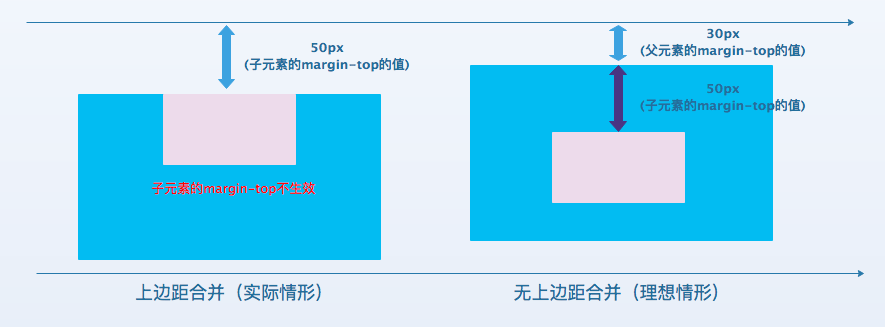 50px
(子元素的margin-top的值)
子元素的margin-top不生效
30px
(父元素的margin-top的值)
50px
(子元素的margin-top的值)
上边距合并（实际情形）
无上边距合并（理想情形）